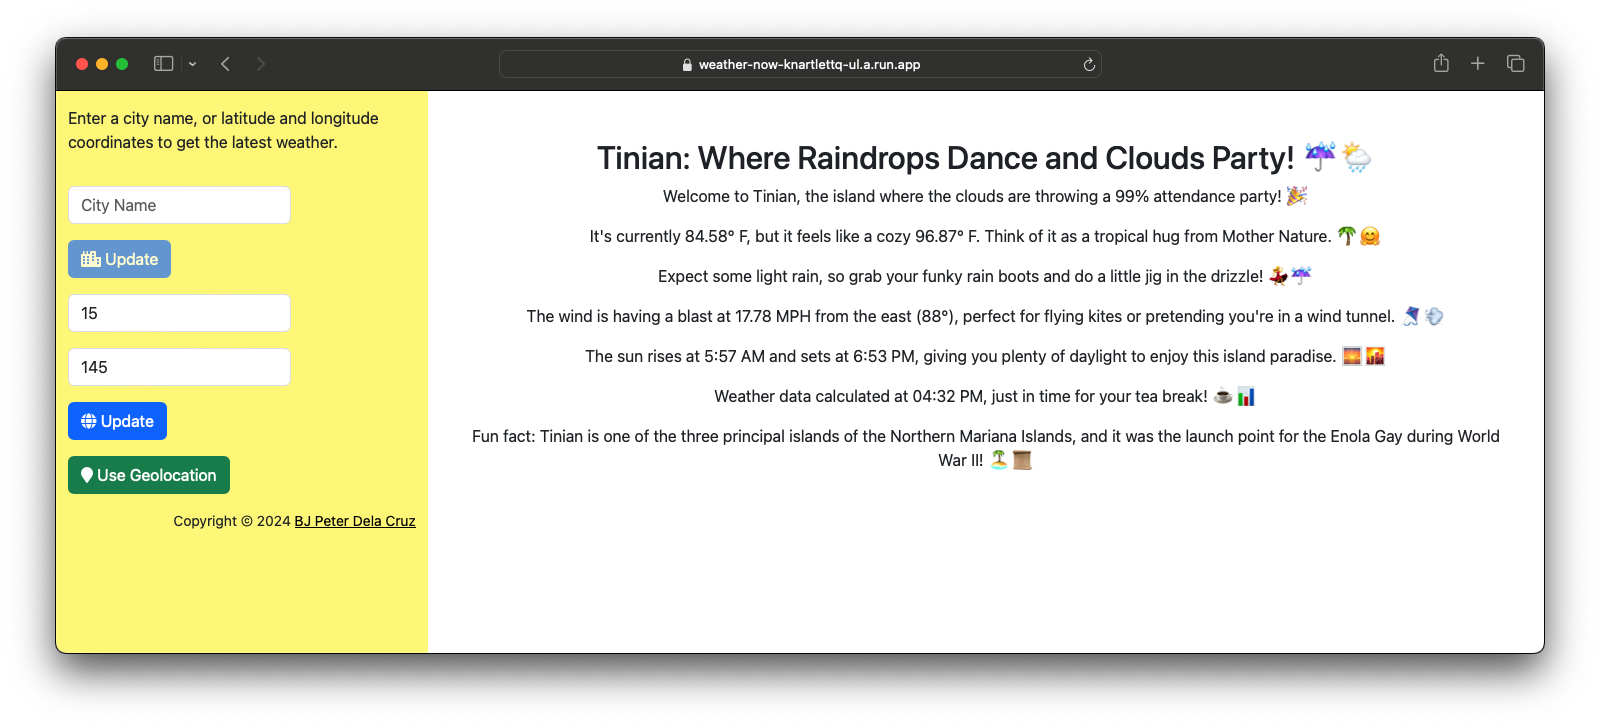 weather-now-knartlettq-ul.a.run.app
Enter a city name, or latitude and longitude
coordinates to get the latest weather.
City Name
Update
15
145
Update
Use Geolocation
Copyright © 2024 BJ Peter Dela Cruz
Tinian: Where Raindrops Dance and Clouds Party! ☔🌦️
Welcome to Tinian, the island where the clouds are throwing a 99% attendance party! 🎉
It's currently 84.58° F, but it feels like a cozy 96.87° F. Think of it as a tropical hug from Mother Nature. 🌴🤗
Expect some light rain, so grab your funky rain boots and do a little jig in the drizzle! 💃☔
The wind is having a blast at 17.78 MPH from the east (88°), perfect for flying kites or pretending you're in a wind tunnel. 🪁💨
The sun rises at 5:57 AM and sets at 6:53 PM, giving you plenty of daylight to enjoy this island paradise. 🌅🌇
Weather data calculated at 04:32 PM, just in time for your tea break! ☕📊
Fun fact: Tinian is one of the three principal islands of the Northern Mariana Islands, and it was the launch point for the Enola Gay during World
War II! 🏝️📜